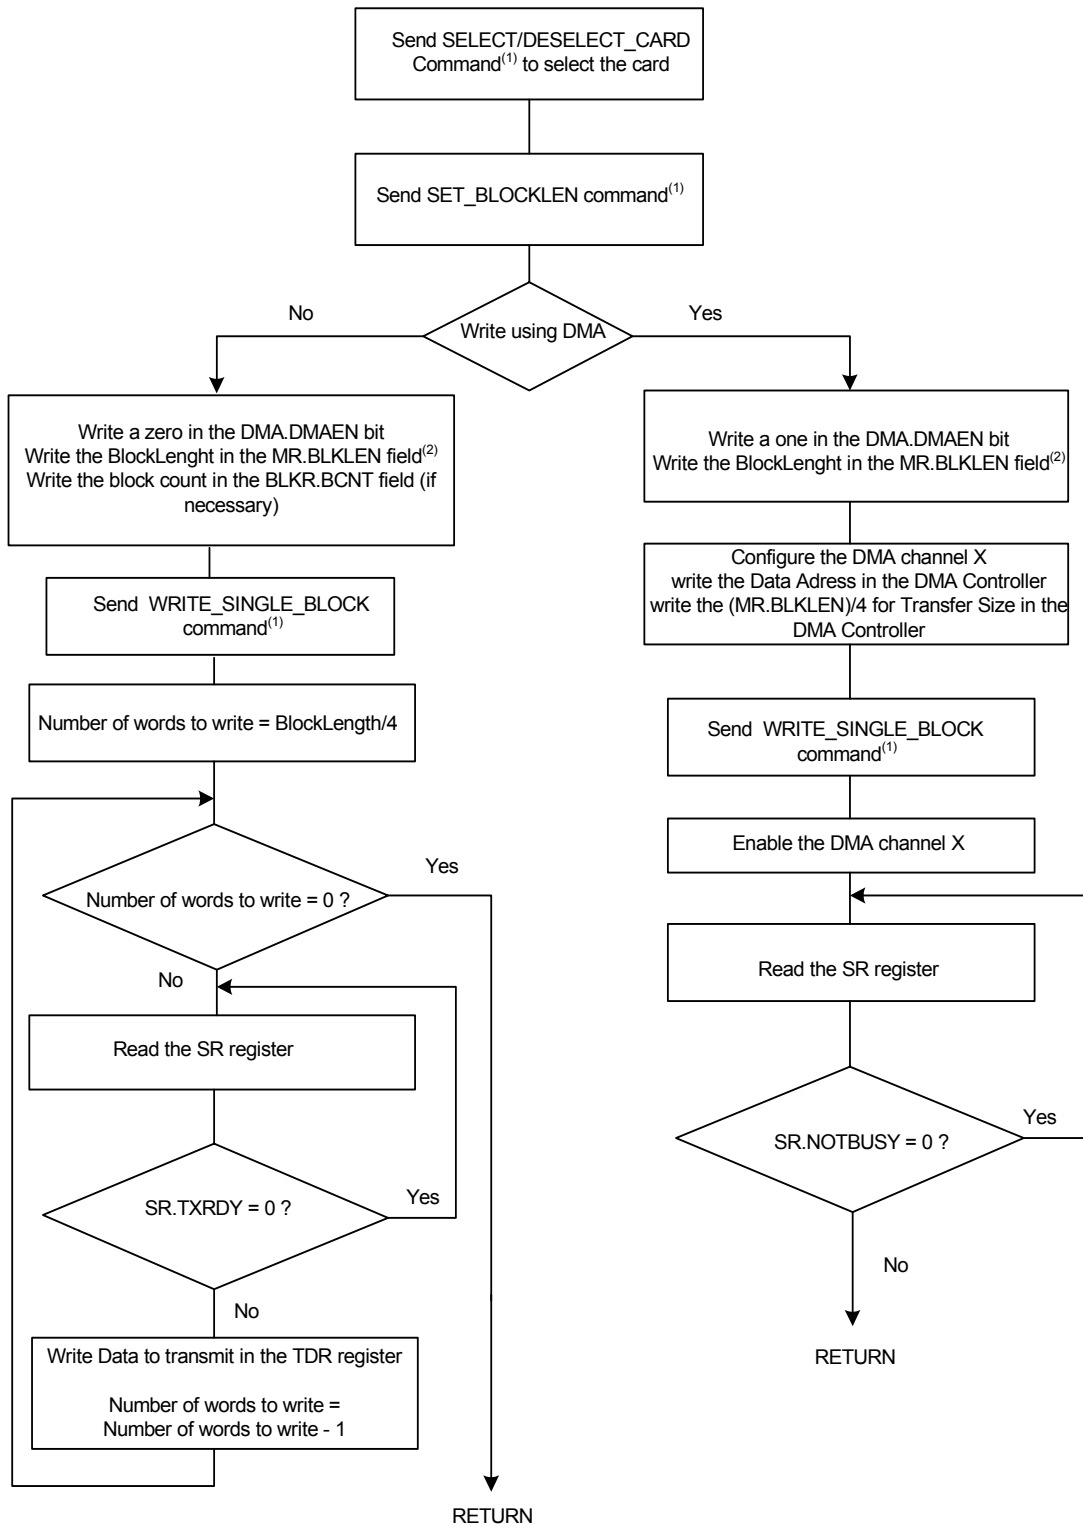 Send SELECT/DESELECT_CARD
Command(1) to select the card
Send SET_BLOCKLEN command(1)
No
Yes
Write using DMA
Write a zero in the DMA.DMAEN bit
Write the BlockLenght in the MR.BLKLEN field(2)
Write the block count in the BLKR.BCNT field (if
necessary)
Send WRITE_SINGLE_BLOCK
command(1)
Number of words to write = BlockLength/4
Number of words to write = 0 ?
Yes
No
Read the SR register
SR.TXRDY = 0 ?
Yes
No
Write Data to transmit in the TDR register
Number of words to write =
Number of words to write - 1
RETURN
Write a one in the DMA.DMAEN bit
Write the BlockLenght in the MR.BLKLEN field(2)
Configure the DMA channel X
write the Data Adress in the DMA Controller
write the (MR.BLKLEN)/4 for Transfer Size in the
DMA Controller
Send WRITE_SINGLE_BLOCK
command(1)
Enable the DMA channel X
Read the SR register
SR.NOTBUSY = 0 ?
Yes
No
RETURN